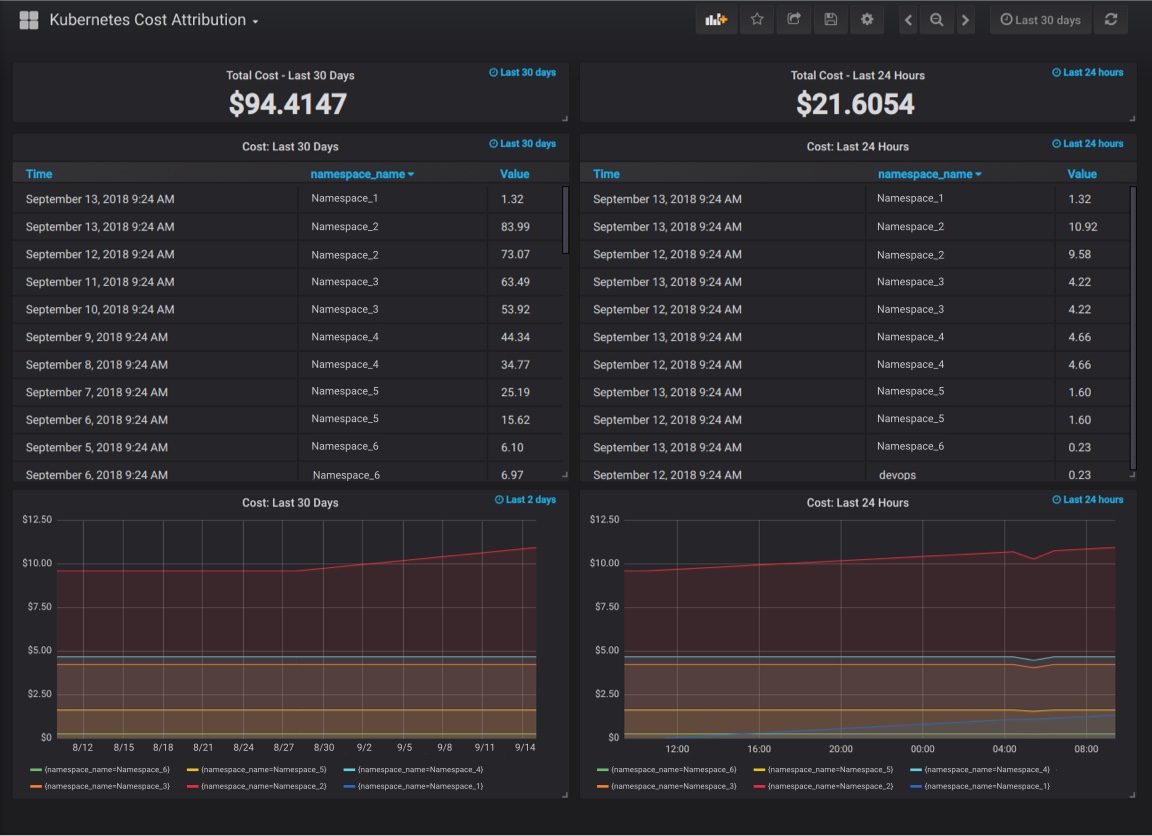 Kubernetes Cost Attribution
Last 30 days
Total Cost - Last 30 Days
Last 30 days
$94.4147
Total Cost - Last 24 Hours
Last 24 hours
$21.6054
Cost: Last 30 Days
Last 30 days
Time namespace_name Value
September 13, 2018 9:24 AM Namespace_1 1.32
September 13, 2018 9:24 AM Namespace_2 83.99
September 12, 2018 9:24 AM Namespace_2 73.07
September 11, 2018 9:24 AM Namespace_3 63.49
September 10, 2018 9:24 AM Namespace_3 53.92
September 9, 2018 9:24 AM Namespace_4 44.34
September 8, 2018 9:24 AM Namespace_4 34.77
September 7, 2018 9:24 AM Namespace_5 25.19
September 6, 2018 9:24 AM Namespace_5 15.62
September 5, 2018 9:24 AM Namespace_6 6.10
September 6, 2018 9:24 AM Namespace_6 6.97
Cost: Last 24 Hours
Last 24 hours
Time namespace_name Value
September 13, 2018 9:24 AM Namespace_1 1.32
September 13, 2018 9:24 AM Namespace_2 10.92
September 12, 2018 9:24 AM Namespace_2 9.58
September 13, 2018 9:24 AM Namespace_3 4.22
September 12, 2018 9:24 AM Namespace_3 4.22
September 13, 2018 9:24 AM Namespace_4 4.66
September 12, 2018 9:24 AM Namespace_4 4.66
September 13, 2018 9:24 AM Namespace_5 1.60
September 12, 2018 9:24 AM Namespace_5 1.60
September 13, 2018 9:24 AM Namespace_6 0.23
September 12, 2018 9:24 AM devops 0.23
Cost: Last 30 Days
Last 2 days
$12.50
$10.00
$7.50
$5.00
$2.50
$0
8/12 8/15 8/18 8/21 8/24 8/27 8/30 9/2 9/5 9/8 9/11 9/14
{namespace_name=Namespace_6} {namespace_name=Namespace_5} {namespace_name=Namespace_4}
{namespace_name=Namespace_3} {namespace_name=Namespace_2} {namespace_name=Namespace_1}
Cost: Last 24 Hours
Last 24 hours
$12.50
$10.00
$7.50
$5.00
$2.50
$0
12:00 16:00 20:00 00:00 04:00 08:00
{namespace_name=Namespace_6} {namespace_name=Namespace_5} {namespace_name=Namespace_4}
{namespace_name=Namespace_3} {namespace_name=Namespace_2} {namespace_name=Namespace_1}